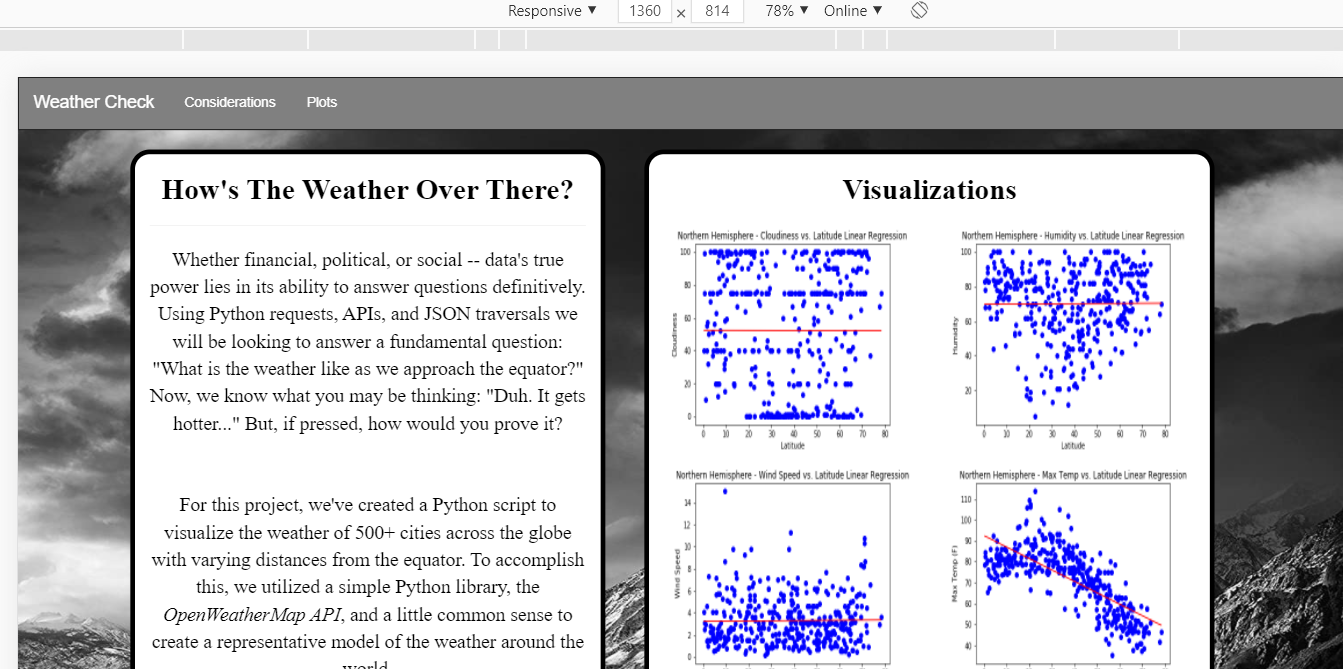 Responsive ▼ 1360 × 814 78% ▼ Online ▼
Weather Check Considerations Plots
How's The Weather Over There?
Whether financial, political, or social -- data's true
power lies in its ability to answer questions definitively.
Using Python requests, APIs, and JSON traversals we
will be looking to answer a fundamental question:
"What is the weather like as we approach the equator?"
Now, we know what you may be thinking: "Duh. It gets
hotter..." But, if pressed, how would you prove it?
For this project, we've created a Python script to
visualize the weather of 500+ cities across the globe
with varying distances from the equator. To accomplish
this, we utilized a simple Python library, the
OpenWeatherMap API, and a little common sense to
create a representative model of the weather around the
world.
Visualizations
Northern Hemisphere - Cloudiness vs. Latitude Linear Regression
100
80
60
40
20
0
Cloudiness
0 10 20 30 40 50 60 70 80
Latitude
Northern Hemisphere - Humidity vs. Latitude Linear Regression
100
80
60
40
20
Humidity
0 10 20 30 40 50 60 70 80
Latitude
Northern Hemisphere - Wind Speed vs. Latitude Linear Regression
14
12
10
8
6
4
2
0
Wind Speed
Northern Hemisphere - Max Temp vs. Latitude Linear Regression
110
100
90
80
70
60
50
40
Max Temp (F)